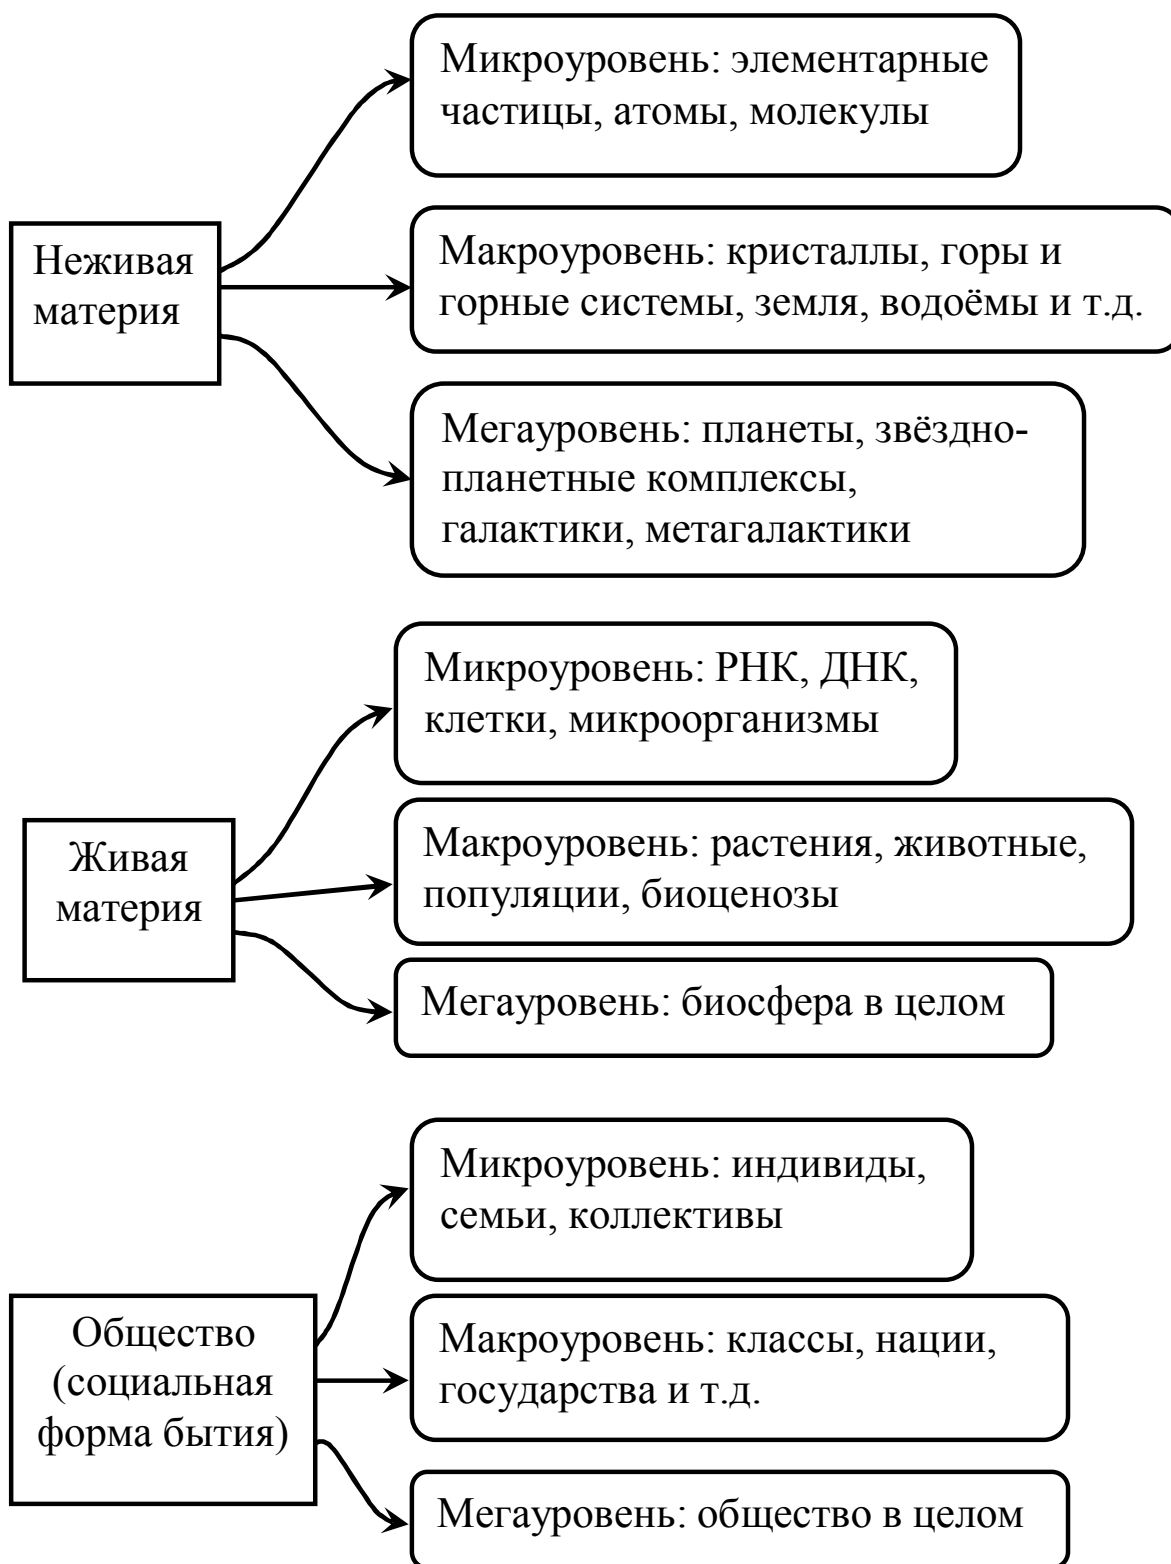 Микроуровень: элементарные
частицы, атомы, молекулы
Неживая
материя
Макроуровень: кристаллы, горы и
горные системы, земля, водоёмы и т.д.
Мегауровень: планеты, звёздно-
планетные комплексы,
галактики, метагалактики
Микроуровень: РНК, ДНК,
клетки, микроорганизмы
Живая
материя
Макроуровень: растения, животные,
популяции, биоценозы
Мегауровень: биосфера в целом
Микроуровень: индивиды,
семьи, коллективы
Общество
(социальная
форма бытия)
Макроуровень: классы, нации,
государства и т.д.
Мегауровень: общество в целом